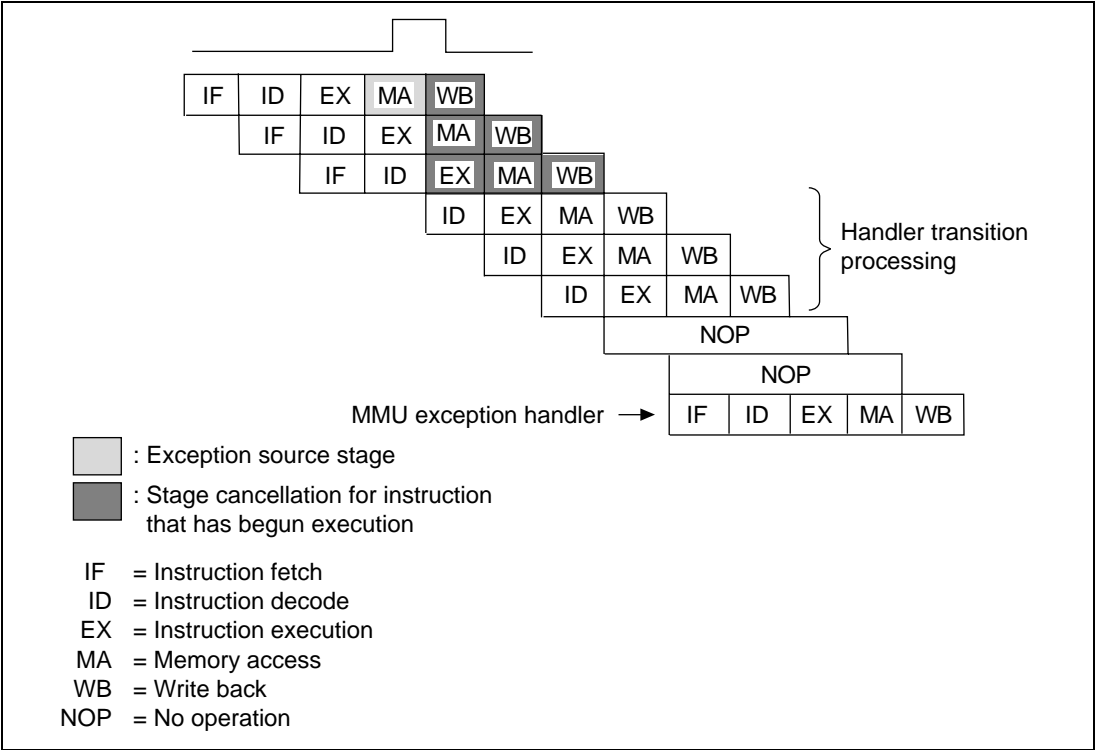 IF ID EX MA WB
IF ID EX MA WB
IF ID EX MA WB
ID EX MA WB
ID EX MA WB
ID EX MA WB
Handler transition
processing
NOP
NOP
MMU exception handler IF ID EX MA WB
: Exception source stage
: Stage cancellation for instruction
that has begun execution
IF = Instruction fetch
ID = Instruction decode
EX = Instruction execution
MA = Memory access
WB = Write back
NOP = No operation